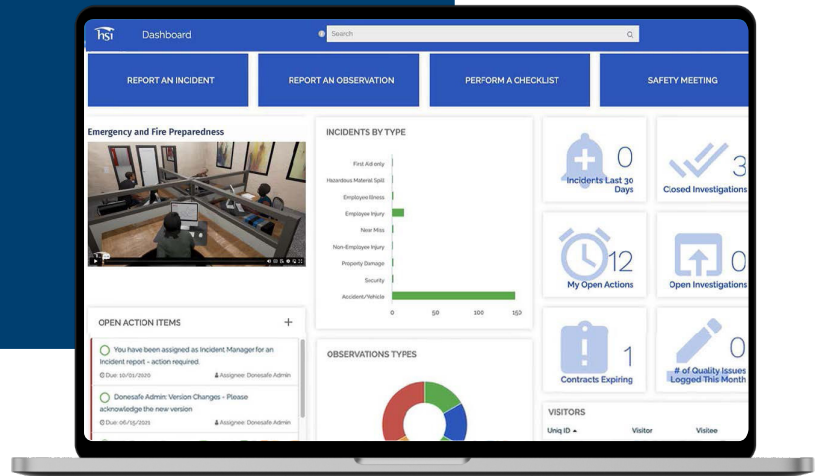 hsi
Dashboard
Search
REPORT AN INCIDENT
REPORT AN OBSERVATION
PERFORM A CHECKLIST
SAFETY MEETING
Emergency and Fire Preparedness
INCIDENTS BY TYPE
First Aid only
Hazardous Material Spill
Employee Illness
Employee Injury
Near Miss
Non-Employee Injury
Property Damage
Security
Accident/Vehicle
0 50 100 150
0
Incidents Last 30
Days
3
Closed Investigations
12
My Open Actions
0
Open Investigations
1
Contracts Expiring
0
# of Quality Issues
Logged This Month
OPEN ACTION ITEMS
You have been assigned as Incident Manager for an
Incident report - action required.
Due: 10/01/2020 Assignee: Donesafe Admin
Donesafe Admin: Version Changes - Please
acknowledge the new version
Due: 06/15/2021 Assignee: Donesafe Admin
OBSERVATIONS TYPES
VISITORS
Uniq ID Visitor Visitee